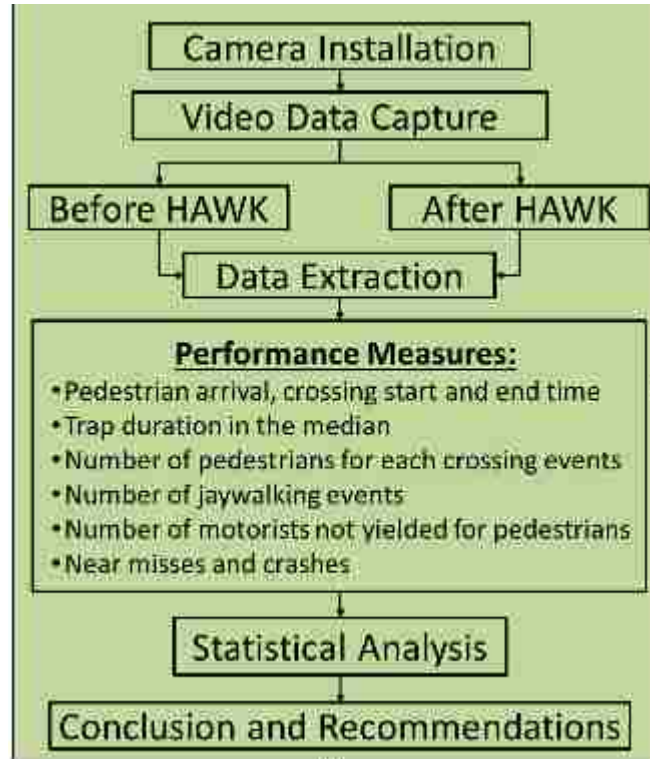 Camera Installation
Video Data Capture
Before HAWK
After HAWK
Data Extraction
Performance Measures:
•Pedestrian arrival, crossing start and end time
•Trap duration in the median
•Number of pedestrians for each crossing events
•Number of jaywalking events
•Number of motorists not yielded for pedestrians
•Near misses and crashes
Statistical Analysis
Conclusion and Recommendations